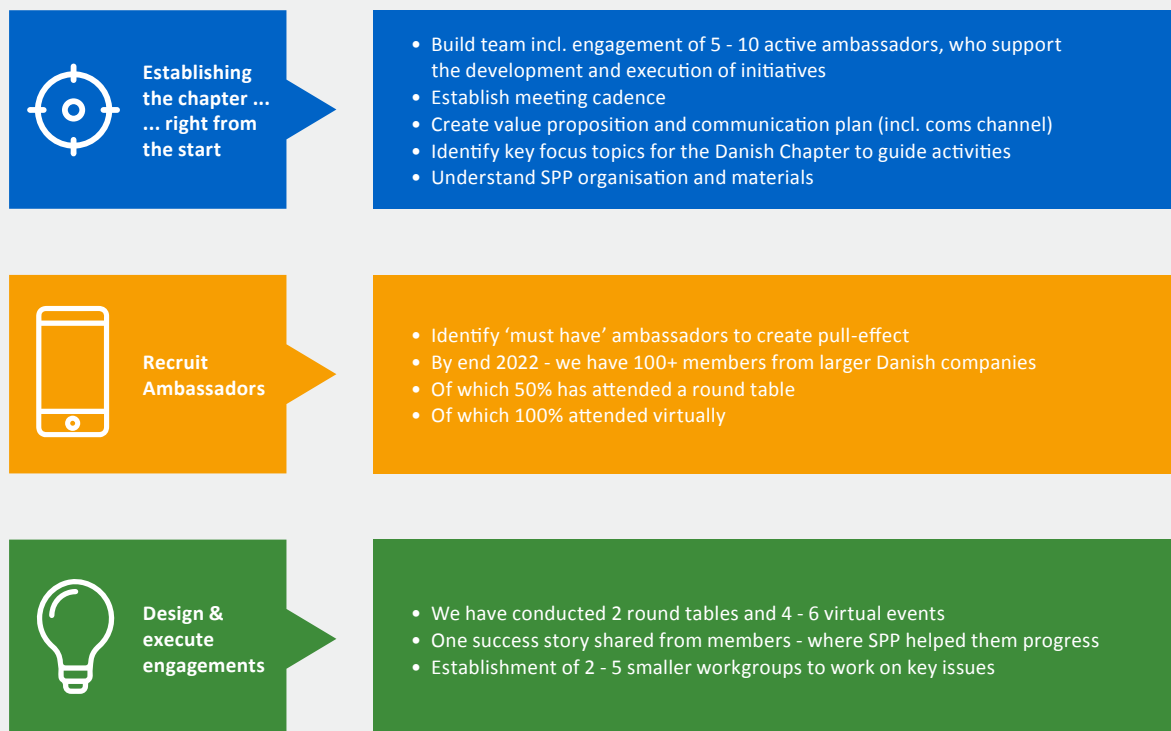 Establishing
the chapter ...
... right from
the start
• Build team incl. engagement of 5 - 10 active ambassadors, who support
the development and execution of initiatives
• Establish meeting cadence
• Create value proposition and communication plan (incl. coms channel)
• Identify key focus topics for the Danish Chapter to guide activities
• Understand SPP organisation and materials
Recruit
Ambassadors
• Identify ‘must have’ ambassadors to create pull-effect
• By end 2022 - we have 100+ members from larger Danish companies
• Of which 50% has attended a round table
• Of which 100% attended virtually
Design &
execute
engagements
• We have conducted 2 round tables and 4 - 6 virtual events
• One success story shared from members - where SPP helped them progress
• Establishment of 2 - 5 smaller workgroups to work on key issues